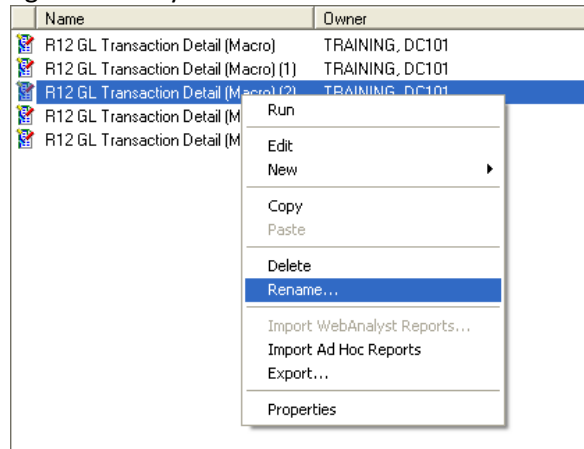 Name Owner
R12 GL Transaction Detail (Macro) TRAINING, DC101
R12 GL Transaction Detail (Macro) (1) TRAINING, DC101
R12 GL Transaction Detail (Macro) (2) TRAINING, DC101
R12 GL Transaction Detail (M
R12 GL Transaction Detail (M
Run
Edit
New
Copy
Paste
Delete
Rename...
Import WebAnalyst Reports...
Import Ad Hoc Reports
Export...
Properties